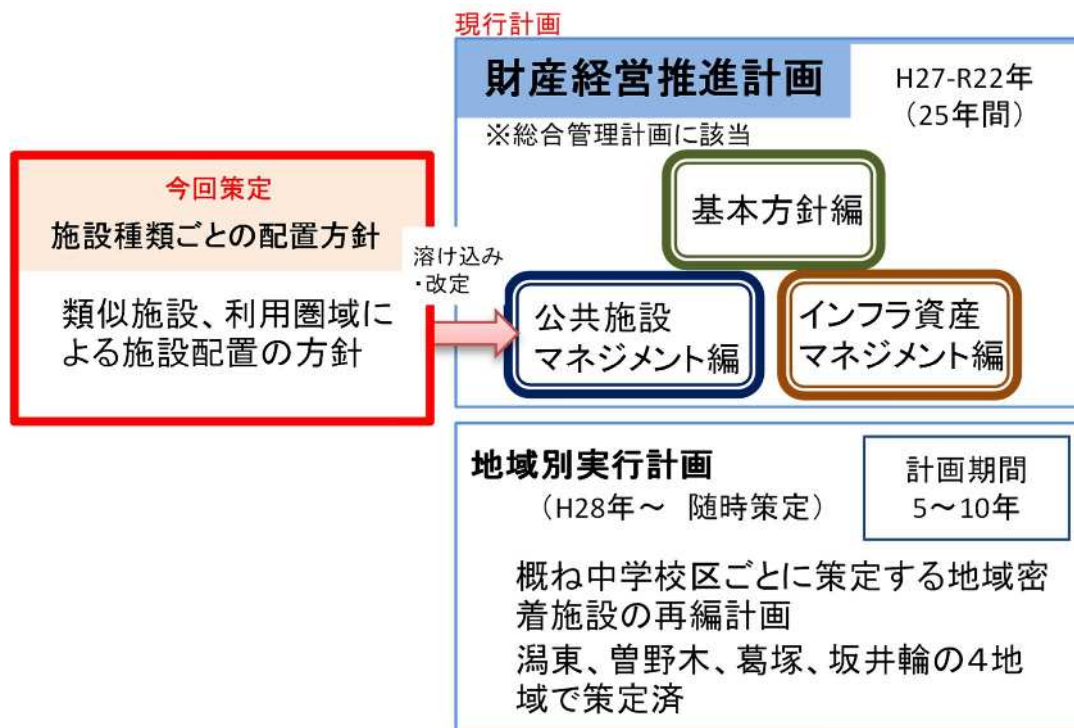 現行計画
財産経営推進計画
H27-R22年
（25年間）
※総合管理計画に該当
基本方針編
今回策定
施設種類ごとの配置方針
類似施設、利用圏域に
よる施設配置の方針
溶け込み
・改定
公共施設
マネジメント編
インフラ資産
マネジメント編
地域別実行計画
（H28年～　随時策定）
計画期間
5～10年
概ね中学校区ごとに策定する地域密
着施設の再編計画
潟東、曽野木、葛塚、坂井輪の４地
域で策定済